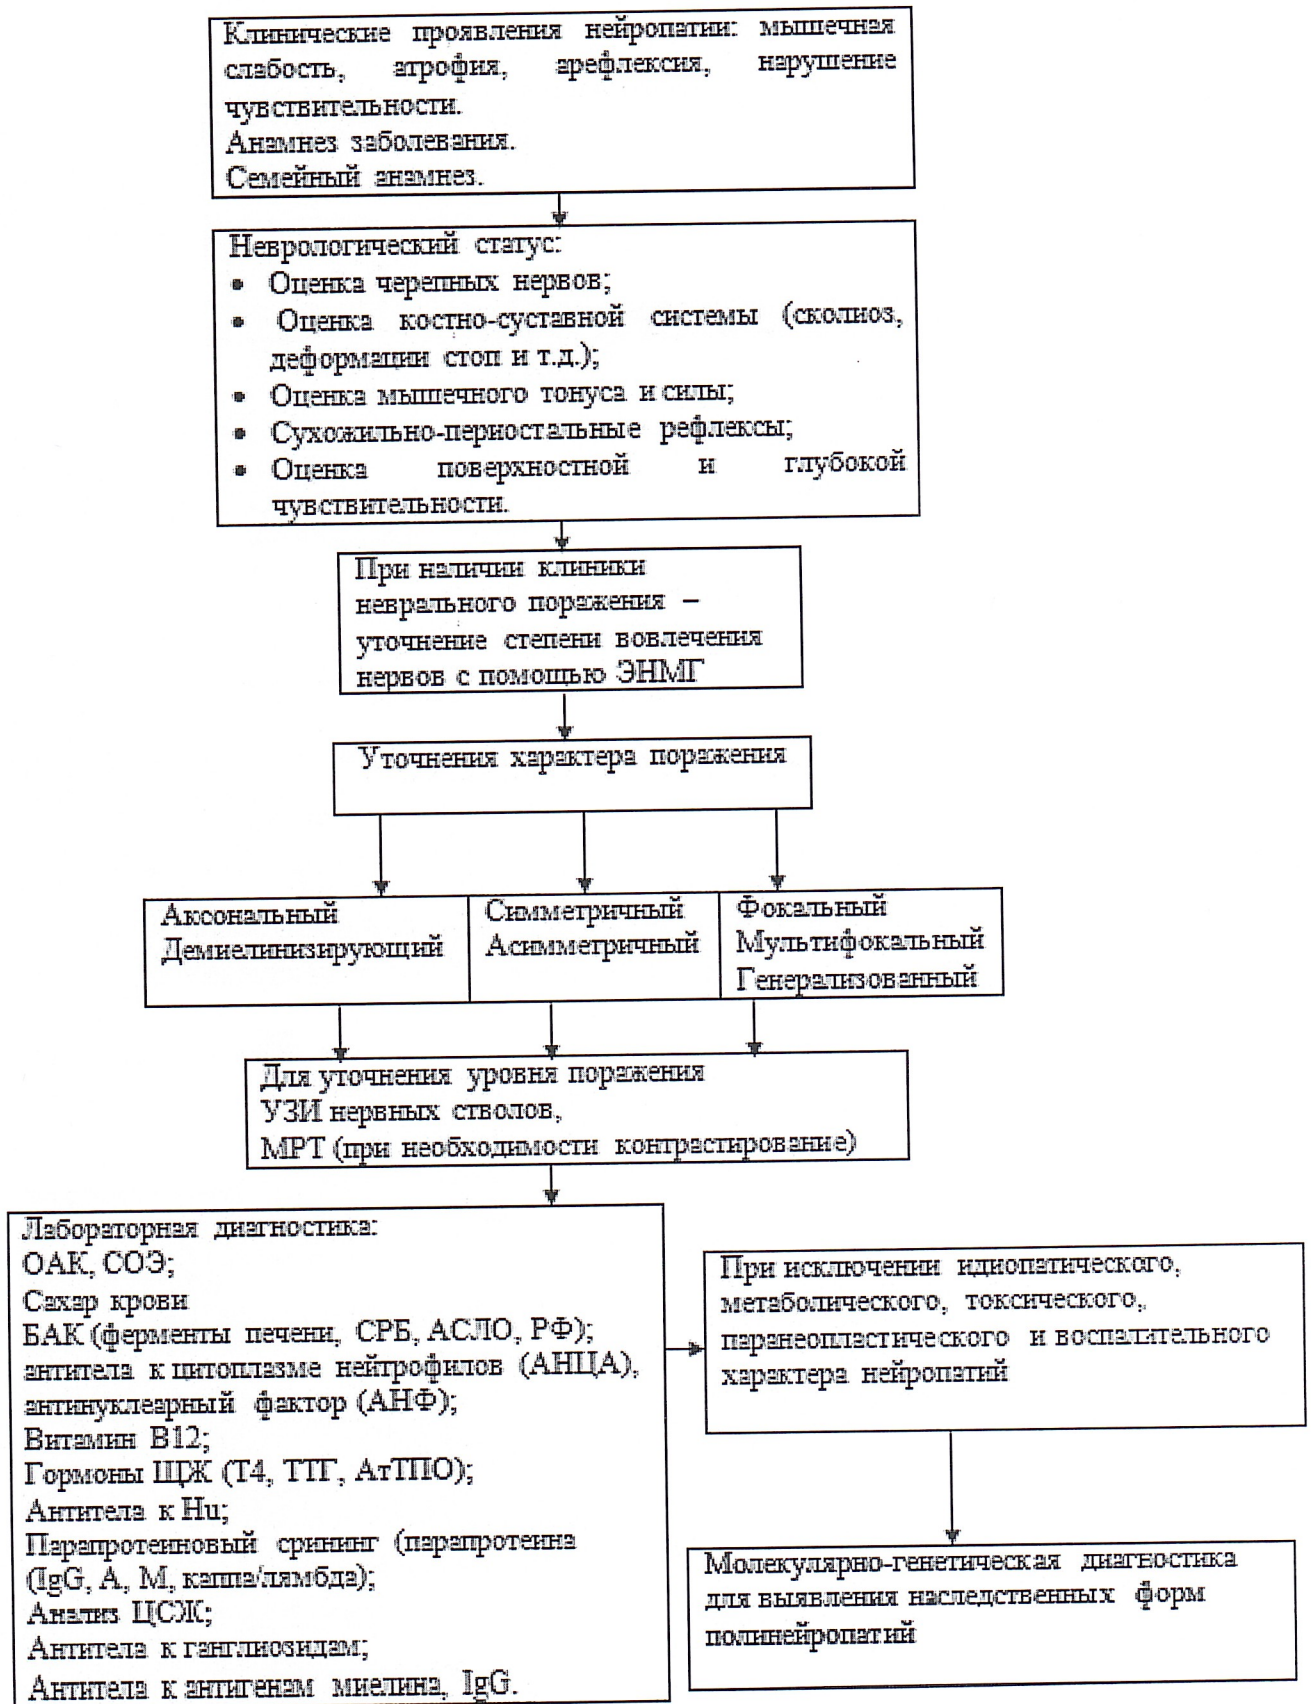 Клинические проявления нейропатии: мышечная
слабость, атрофия, арефлексия, нарушение
чувствительности.
Анамнез заболевания.
Семейный анамнез.
Неврологический статус:
• Оценка черепных нервов;
• Оценка костно-суставной системы (сколиоз,
деформации стоп и т.д.);
• Оценка мышечного тонуса и силы;
• Сухожильно-периостальные рефлексы;
• Оценка поверхностной и глубокой
чувствительности.
При наличии клиники
неврального поражения –
уточнение степени вовлечения
нервов с помощью ЭНМГ
Уточнения характера поражения
Аксональный
Демиелинизирующий
Симметричный
Асимметричный
Фокальный
Мультифокальный
Генерализованный
Для уточнения уровня поражения
УЗИ нервных стволов,
МРТ (при необходимости контрастирование)
Лабораторная диагностика:
ОАК, СОЭ;
Сахар крови
БАК (ферменты печени, СРБ, АСЛО, РФ);
антитела к цитоплазме нейтрофилов (АНЦА),
антинуклеарный фактор (АНФ);
Витамин В12;
Гормоны ЩЖ (Т4, ТТГ, АтТПО);
Антитела к Hu;
Парапротеиновый срининг (парапротеина
(IgG, A, M, каппа/лямбда);
Анализ ЦСЖ;
Антитела к ганглиозидам;
Антитела к антигенам миелина, IgG.
При исключении идиопатического,
метаболического, токсического,
паранеопластического и воспалительного
характера нейропатий
Молекулярно-генетическая диагностика
для выявления наследственных форм
полинейропатий